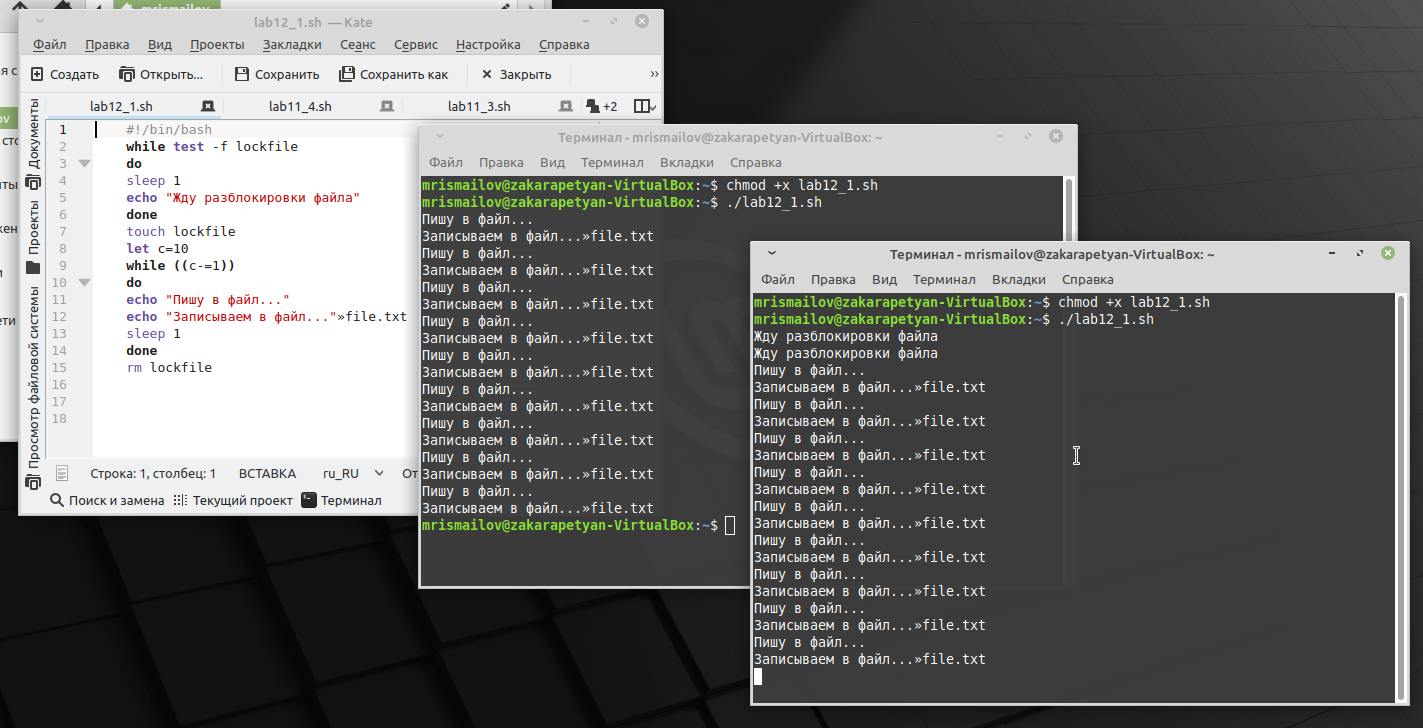 mrismailov
lab12_1.sh — Kate
Файл Правка Вид Проекты Закладки Сеанс Сервис Настройка Справка
Создать Открыть... Сохранить Сохранить как Закрыть »
lab12_1.sh lab11_4.sh lab11_3.sh +2
Документы
Проекты
Просмотр файловой системы
1 #!/bin/bash
2 while test -f lockfile
3 do
4 sleep 1
5 echo "Жду разблокировки файла"
6 done
7 touch lockfile
8 let c=10
9 while ((c-=1))
10 do
11 echo "Пишу в файл..."
12 echo "Записываем в файл..."»file.txt
13 sleep 1
14 done
15 rm lockfile
16
17
18
Строка: 1, столбец: 1 ВСТАВКА ru_RU От
Поиск и замена Текущий проект Терминал
Терминал - mrismailov@zakarapetyan-VirtualBox: ~
Файл Правка Вид Терминал Вкладки Справка
mrismailov@zakarapetyan-VirtualBox:~$ chmod +x lab12_1.sh
mrismailov@zakarapetyan-VirtualBox:~$ ./lab12_1.sh
Пишу в файл...
Записываем в файл...»file.txt
Пишу в файл...
Записываем в файл...»file.txt
Пишу в файл...
Записываем в файл...»file.txt
Пишу в файл...
Записываем в файл...»file.txt
Пишу в файл...
Записываем в файл...»file.txt
Пишу в файл...
Записываем в файл...»file.txt
Пишу в файл...
Записываем в файл...»file.txt
Пишу в файл...
Записываем в файл...»file.txt
Пишу в файл...
Записываем в файл...»file.txt
mrismailov@zakarapetyan-VirtualBox:~$
Терминал - mrismailov@zakarapetyan-VirtualBox: ~
Файл Правка Вид Терминал Вкладки Справка
mrismailov@zakarapetyan-VirtualBox:~$ chmod +x lab12_1.sh
mrismailov@zakarapetyan-VirtualBox:~$ ./lab12_1.sh
Жду разблокировки файла
Жду разблокировки файла
Пишу в файл...
Записываем в файл...»file.txt
Пишу в файл...
Записываем в файл...»file.txt
Пишу в файл...
Записываем в файл...»file.txt
Пишу в файл...
Записываем в файл...»file.txt
Пишу в файл...
Записываем в файл...»file.txt
Пишу в файл...
Записываем в файл...»file.txt
Пишу в файл...
Записываем в файл...»file.txt
Пишу в файл...
Записываем в файл...»file.txt
Пишу в файл...
Записываем в файл...»file.txt